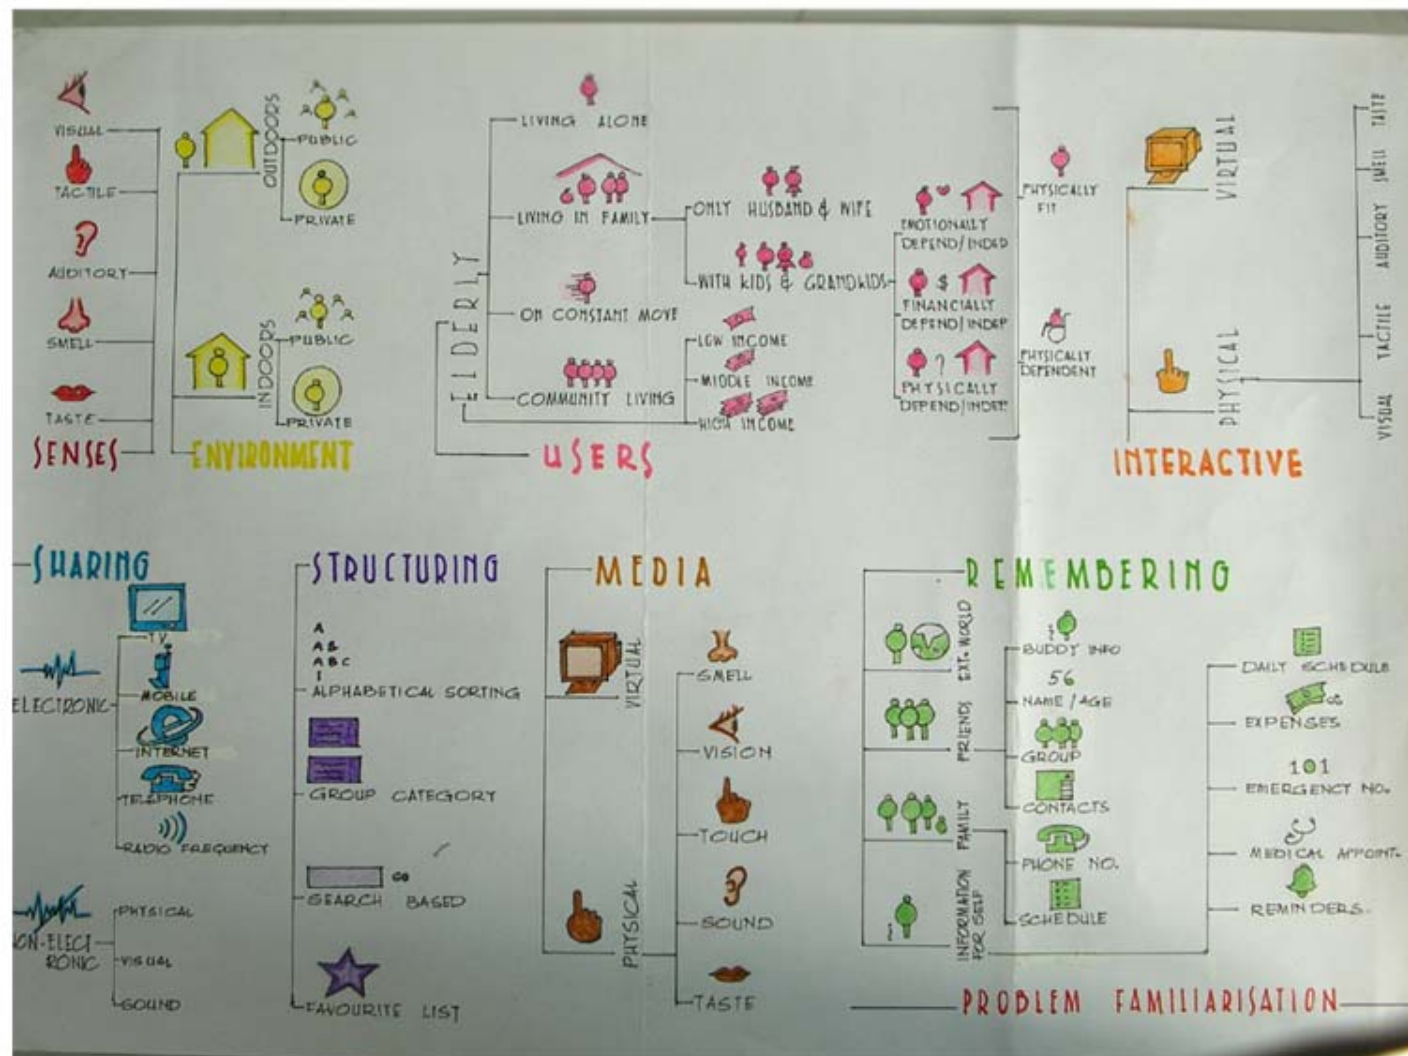 VISUAL
TACTILE
AUDITORY
SMELL
TASTE
SENSES
OUTDOORS
PUBLIC
PRIVATE
INDOORS
PUBLIC
PRIVATE
ENVIRONMENT
ELDERLY
LIVING ALONE
LIVING IN FAMILY
ON CONSTANT MOVE
COMMUNITY LIVING
ONLY HUSBAND & WIFE
WITH KIDS & GRANDKIDS
LOW INCOME
MIDDLE INCOME
HIGH INCOME
EMOTIONALLY
DEPEND/INDEP
$
FINANCIALLY
DEPEND/INDEP
?
PHYSICALLY
DEPEND/INDEP
PHYSICALLY
FIT
PHYSICALLY
DEPENDENT
USERS
VIRTUAL
PHYSICAL
TASTE
SMELL
AUDITORY
TACTILE
VISUAL
INTERACTIVE
SHARING
ELECTRONIC
TV
MOBILE
INTERNET
TELEPHONE
RADIO FREQUENCY
NON-ELECT
RONIC
PHYSICAL
VISUAL
SOUND
STRUCTURING
A
AB
ABC
ALPHABETICAL SORTING
GROUP CATEGORY
GO
SEARCH BASED
FAVOURITE LIST
MEDIA
VIRTUAL
PHYSICAL
SMELL
VISION
TOUCH
SOUND
TASTE
REMEMBERING
EXT. WORLD
FRIENDS
FAMILY
INFORMATION
FOR SELF
BUDDY INFO
56
NAME/AGE
GROUP
CONTACTS
PHONE NO.
SCHEDULE
DAILY SCHEDULE
EXPENSES
101
EMERGENCY NO.
MEDICAL APPOINT.
REMINDERS.
PROBLEM FAMILIARISATION